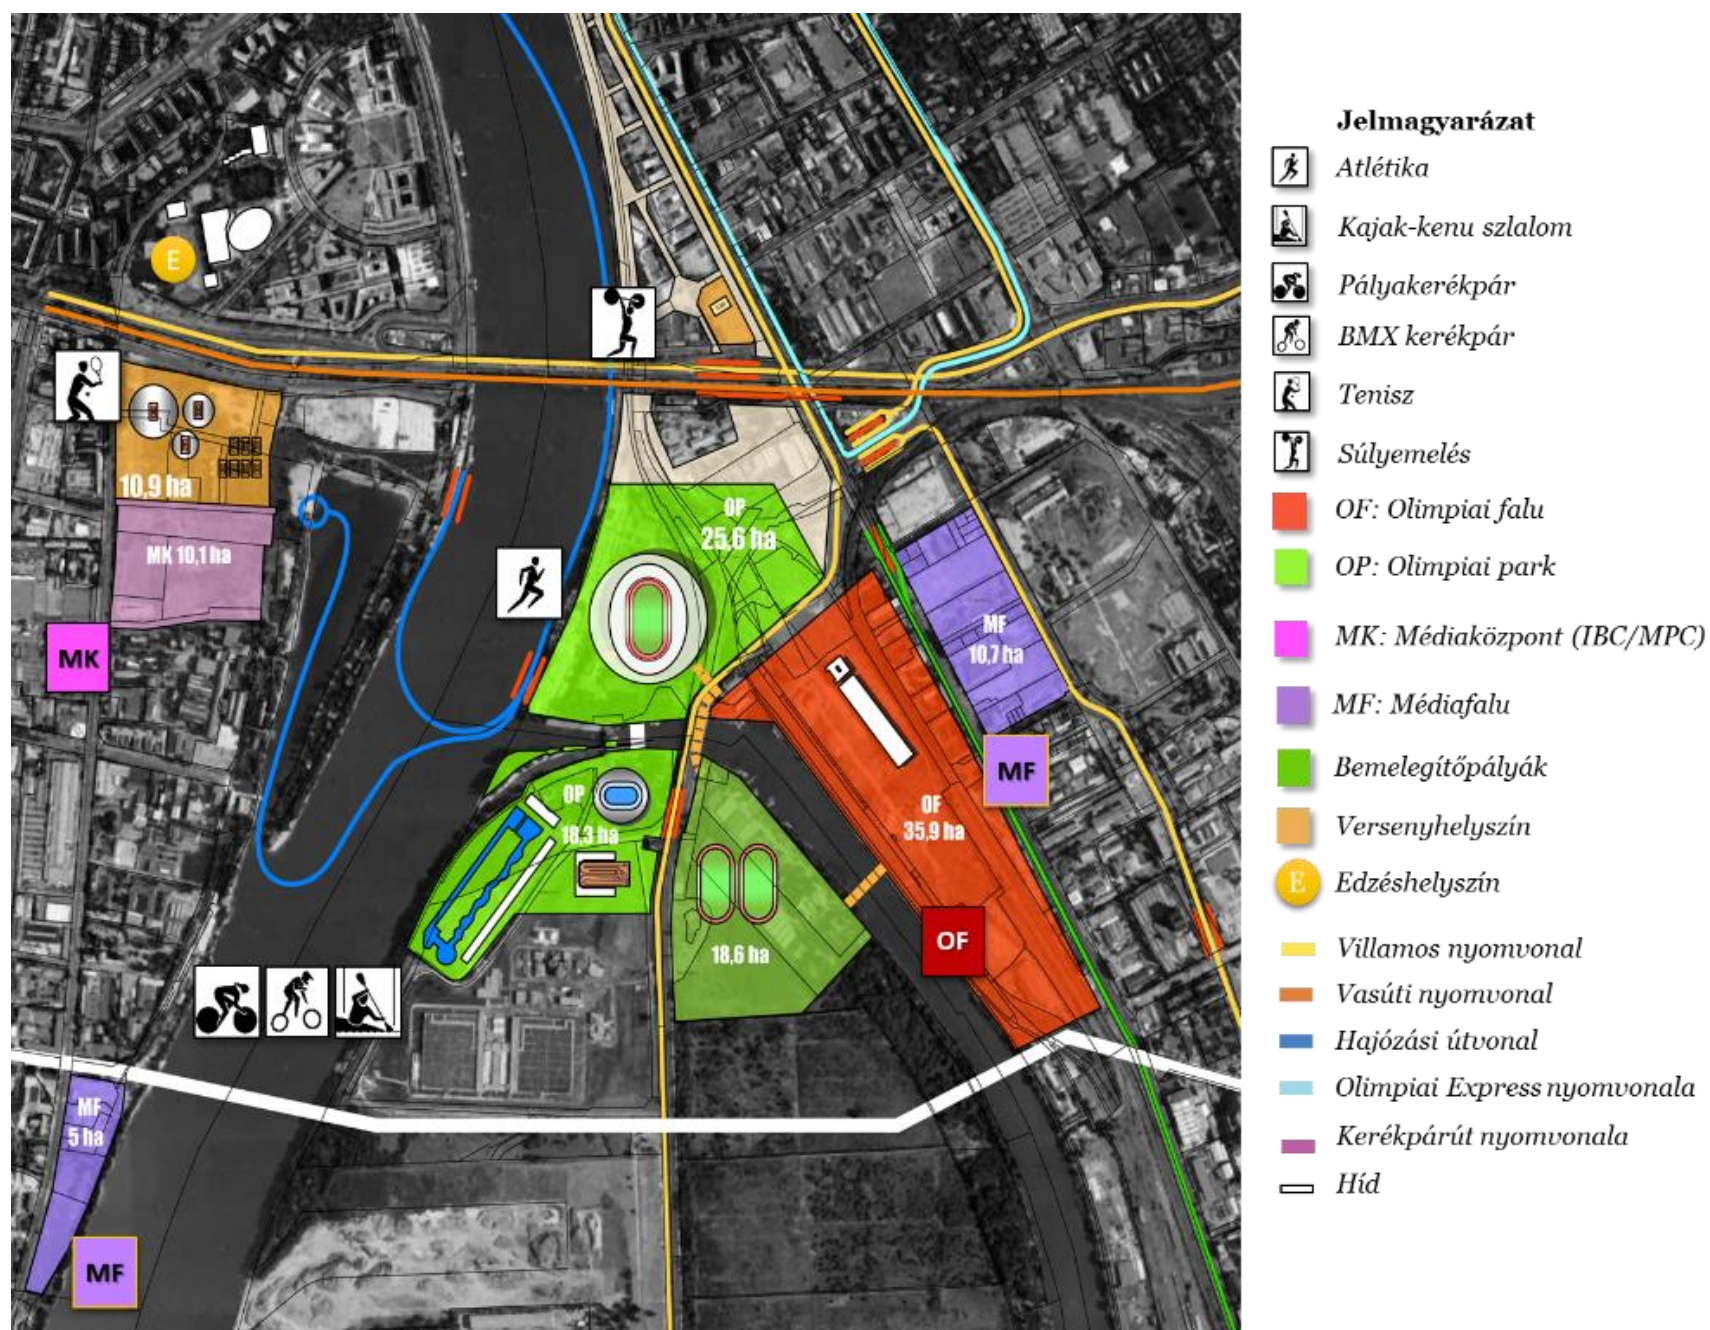 E
10,9 ha
MK 10,1 ha
MK
OP
25,6 ha
MF
10,7 ha
MF
OP
18,3 ha
OF
35,9 ha
18,6 ha
OF
MF
5 ha
MF
Jelmagyarázat
Atlétika
Kajak-kenu szlalom
Pályakerékpár
BMX kerékpár
Tenisz
Súlyemelés
OF: Olimpiai falu
OP: Olimpiai park
MK: Médiaközpont (IBC/MPC)
MF: Médiafalu
Bemelegítőpályák
Versenyhelyszín
E Edzéshelyszín
Villamos nyomvonal
Vasúti nyomvonal
Hajózási útvonal
Olimpiai Express nyomvonala
Kerékpárút nyomvonala
Híd